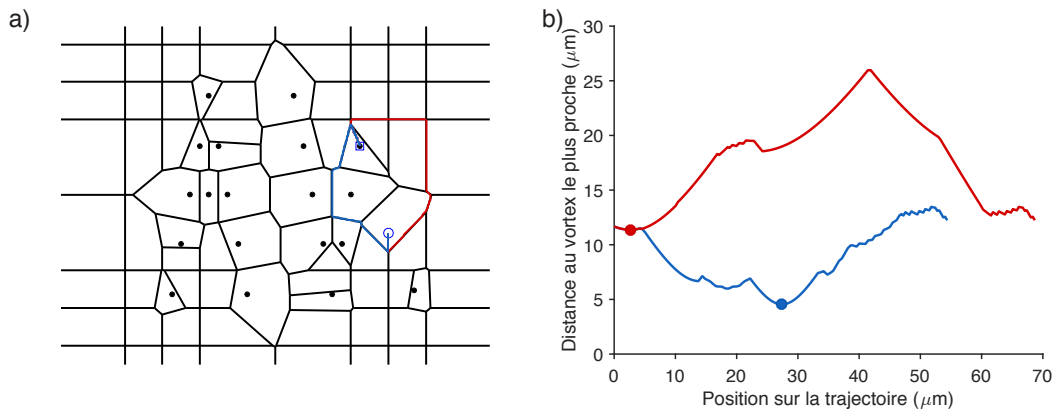 a)
b)
Distance au vortex le plus proche (μm)
30
25
20
15
10
5
0
0 10 20 30 40 50 60 70
Position sur la trajectoire (μm)